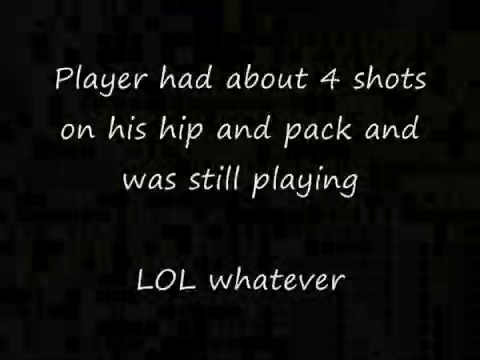 Player had about 4 shots
on his hip and pack and
was still playing
LOL whatever